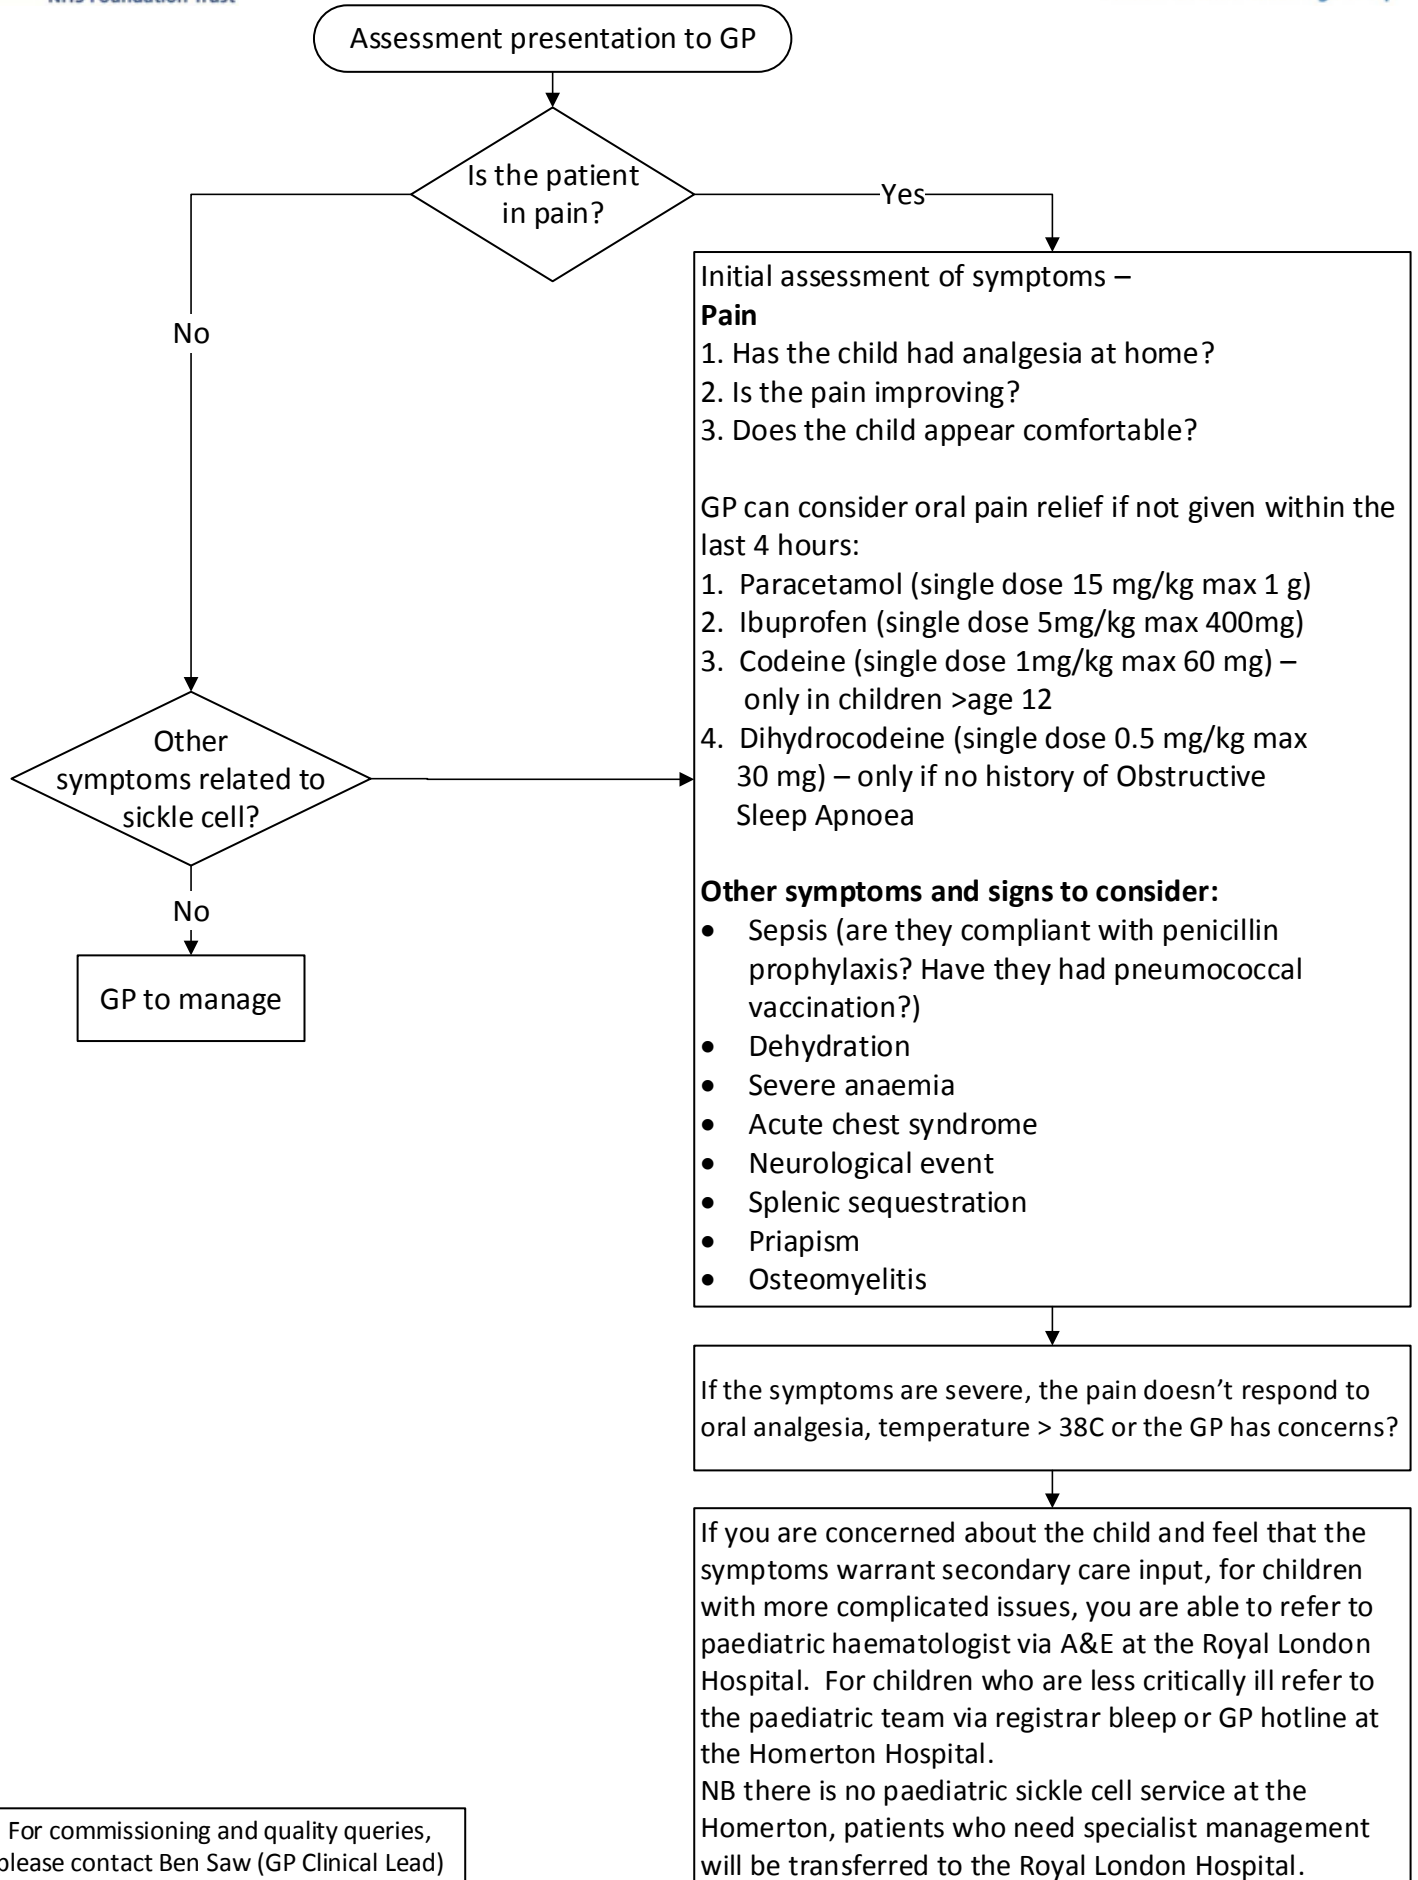 NHS Foundation Trust
Assessment presentation to GP
Is the patient
in pain?
Yes
No
Initial assessment of symptoms –
Pain
1. Has the child had analgesia at home?
2. Is the pain improving?
3. Does the child appear comfortable?
GP can consider oral pain relief if not given within the
last 4 hours:
1. Paracetamol (single dose 15 mg/kg max 1 g)
2. Ibuprofen (single dose 5mg/kg max 400mg)
3. Codeine (single dose 1mg/kg max 60 mg) –
only in children >age 12
4. Dihydrocodeine (single dose 0.5 mg/kg max
30 mg) – only if no history of Obstructive
Sleep Apnoea
Other symptoms and signs to consider:
• Sepsis (are they compliant with penicillin
prophylaxis? Have they had pneumococcal
vaccination?)
• Dehydration
• Severe anaemia
• Acute chest syndrome
• Neurological event
• Splenic sequestration
• Priapism
• Osteomyelitis
Other
symptoms related to
sickle cell?
No
GP to manage
If the symptoms are severe, the pain doesn’t respond to
oral analgesia, temperature > 38C or the GP has concerns?
If you are concerned about the child and feel that the
symptoms warrant secondary care input, for children
with more complicated issues, you are able to refer to
paediatric haematologist via A&E at the Royal London
Hospital. For children who are less critically ill refer to
the paediatric team via registrar bleep or GP hotline at
the Homerton Hospital.
NB there is no paediatric sickle cell service at the
Homerton, patients who need specialist management
will be transferred to the Royal London Hospital.
For commissioning and quality queries,
please contact Ben Saw (GP Clinical Lead)